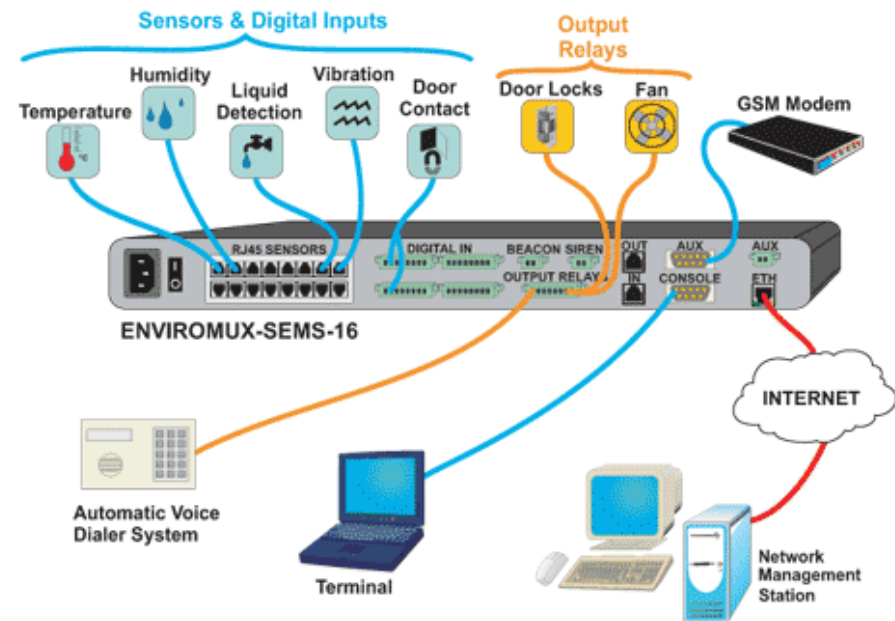 Sensors & Digital Inputs
Output
Relays
Temperature
Humidity
Liquid
Detection
Vibration
Door
Contact
Door Locks
Fan
GSM Modem
RJ45 SENSORS
DIGITAL IN
BEACON
SIREN
OUT
AUX
AUX
OUTPUT RELAY
IN
CONSOLE
ETH
ENVIROMUX-SEMS-16
INTERNET
Automatic Voice
Dialer System
Terminal
Network
Management
Station